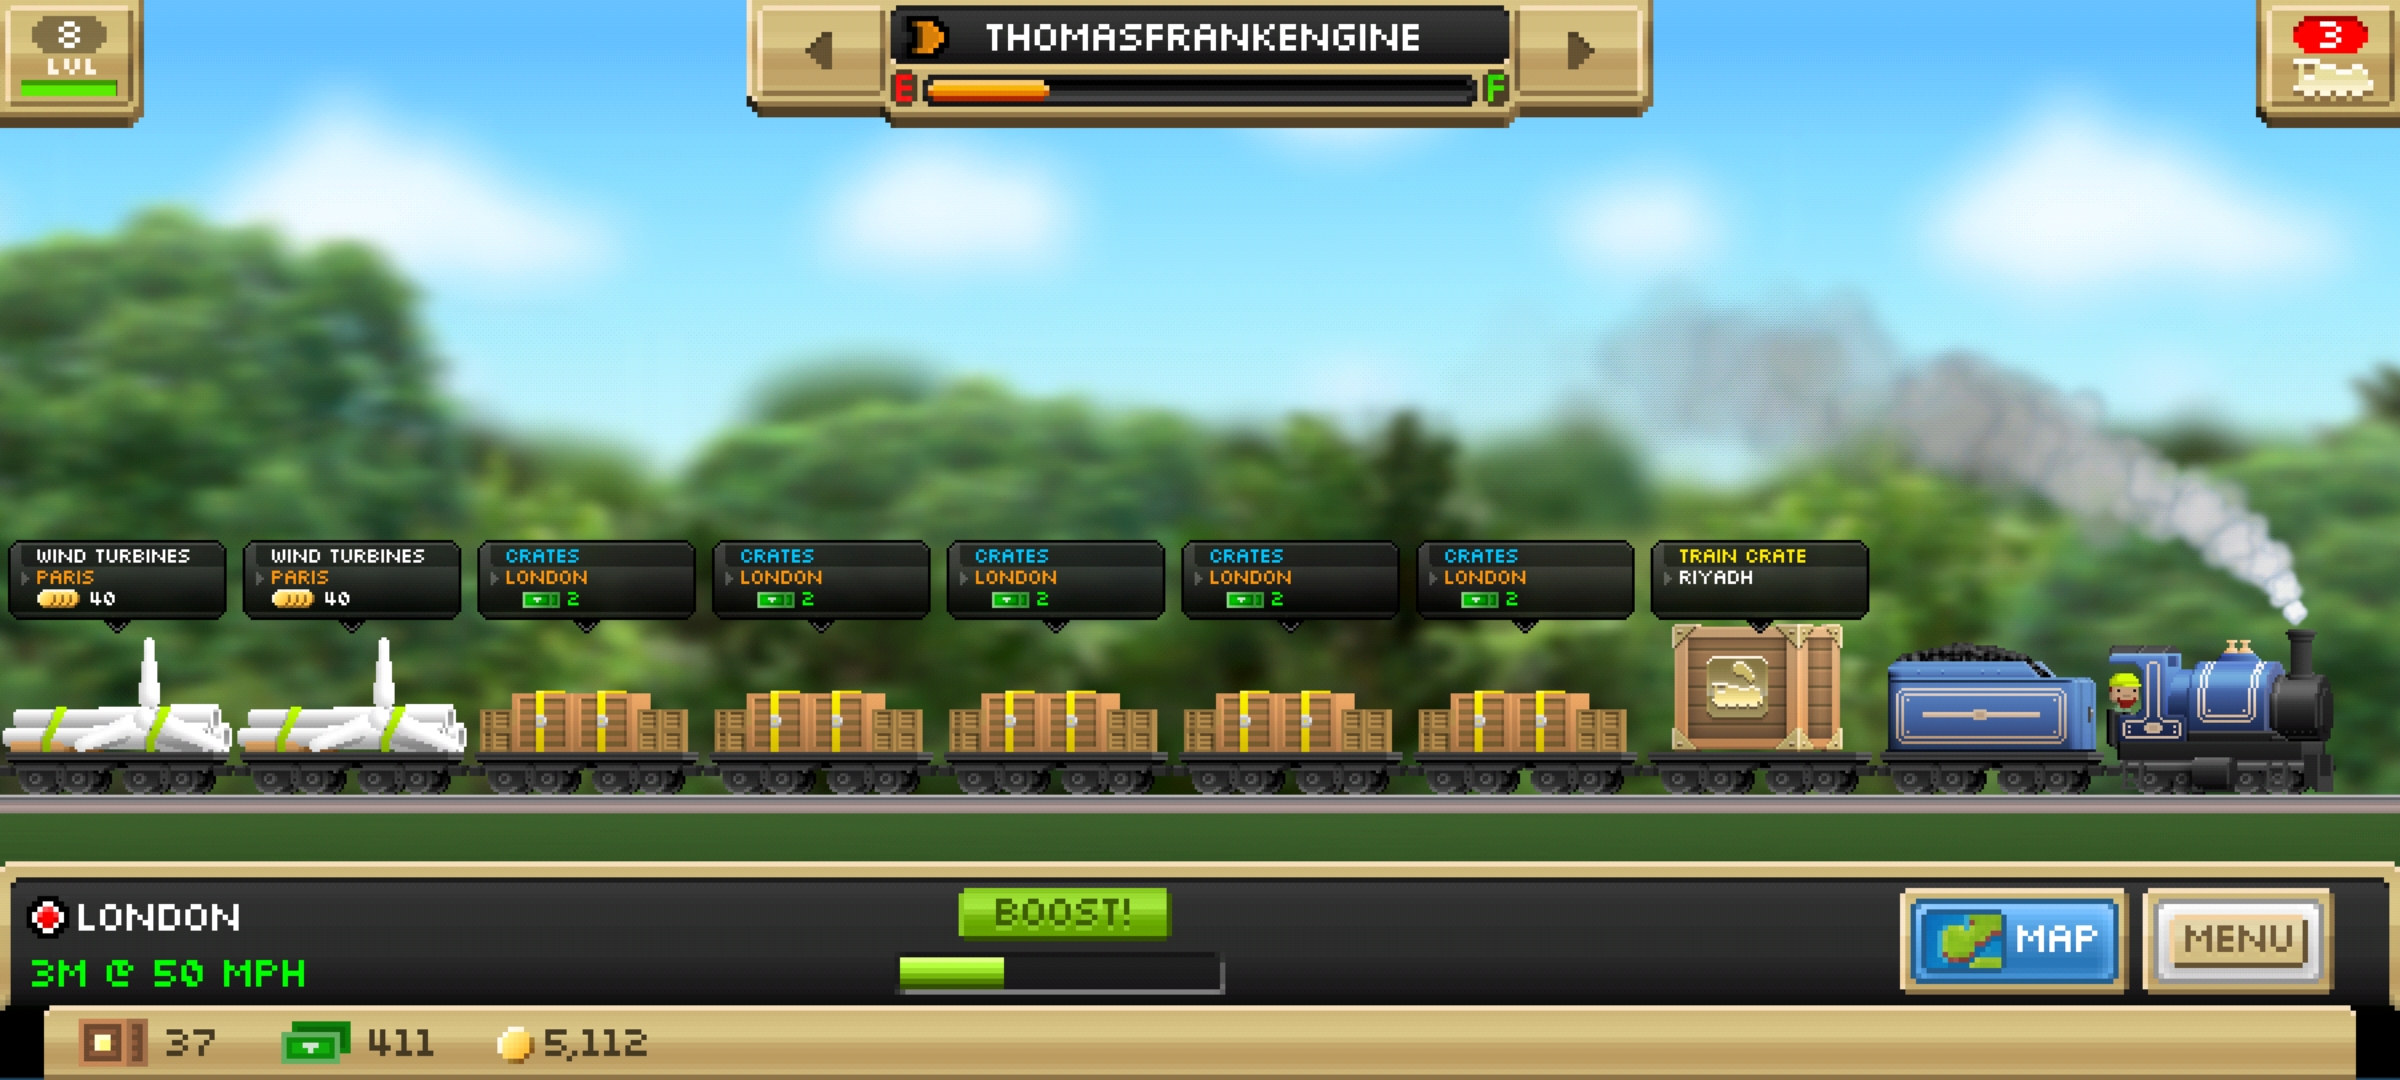 8
LVL
THOMASFRANKENGINE
E F
3
WIND TURBINES
PARIS
40
WIND TURBINES
PARIS
40
CRATES
LONDON
2
CRATES
LONDON
2
CRATES
LONDON
2
CRATES
LONDON
2
CRATES
LONDON
2
TRAIN CRATE
RIYADH
LONDON
3M @ 50 MPH
BOOST!
MAP
MENU
37 411 5,112